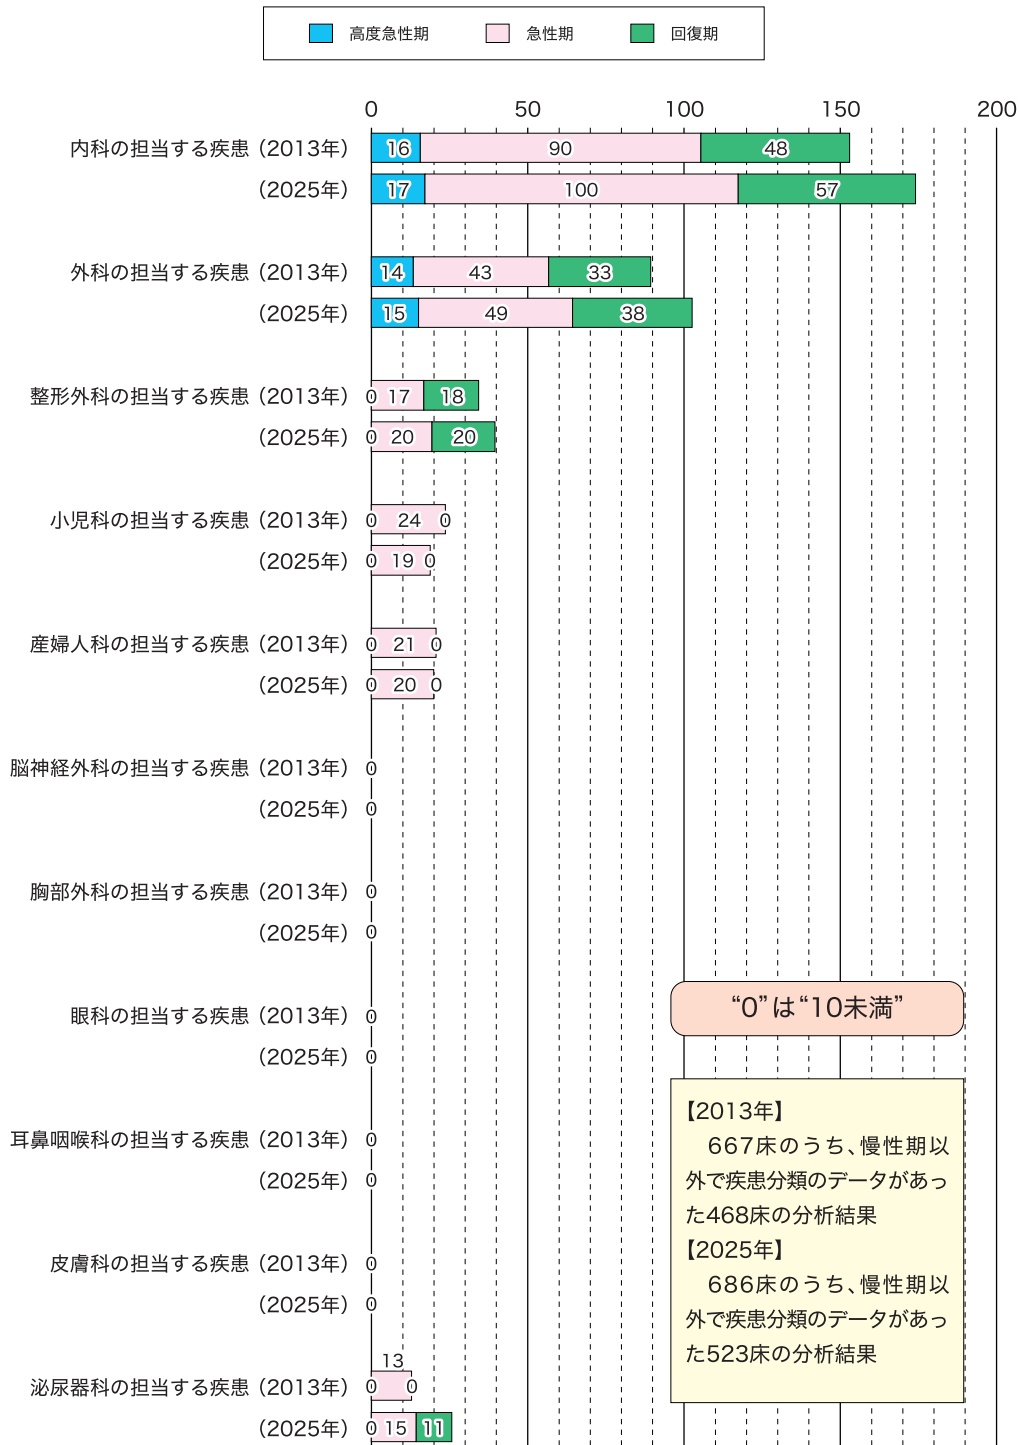 高度急性期 急性期 回復期
0 50 100 150 200
内科の担当する疾患（2013年） 16 90 48
（2025年） 17 100 57
外科の担当する疾患（2013年） 14 43 33
（2025年） 15 49 38
整形外科の担当する疾患（2013年） 0 17 18
（2025年） 0 20 20
小児科の担当する疾患（2013年） 0 24 0
（2025年） 0 19 0
産婦人科の担当する疾患（2013年） 0 21 0
（2025年） 0 20 0
脳神経外科の担当する疾患（2013年） 0
（2025年） 0
胸部外科の担当する疾患（2013年） 0
（2025年） 0
眼科の担当する疾患（2013年） 0
（2025年） 0
耳鼻咽喉科の担当する疾患（2013年） 0
（2025年） 0
皮膚科の担当する疾患（2013年） 0
（2025年） 0
13
泌尿器科の担当する疾患（2013年） 0 0
（2025年） 0 15 11
“0”は“10未満”
【2013年】
667床のうち、慢性期以
外で疾患分類のデータがあっ
た468床の分析結果
【2025年】
686床のうち、慢性期以
外で疾患分類のデータがあっ
た523床の分析結果